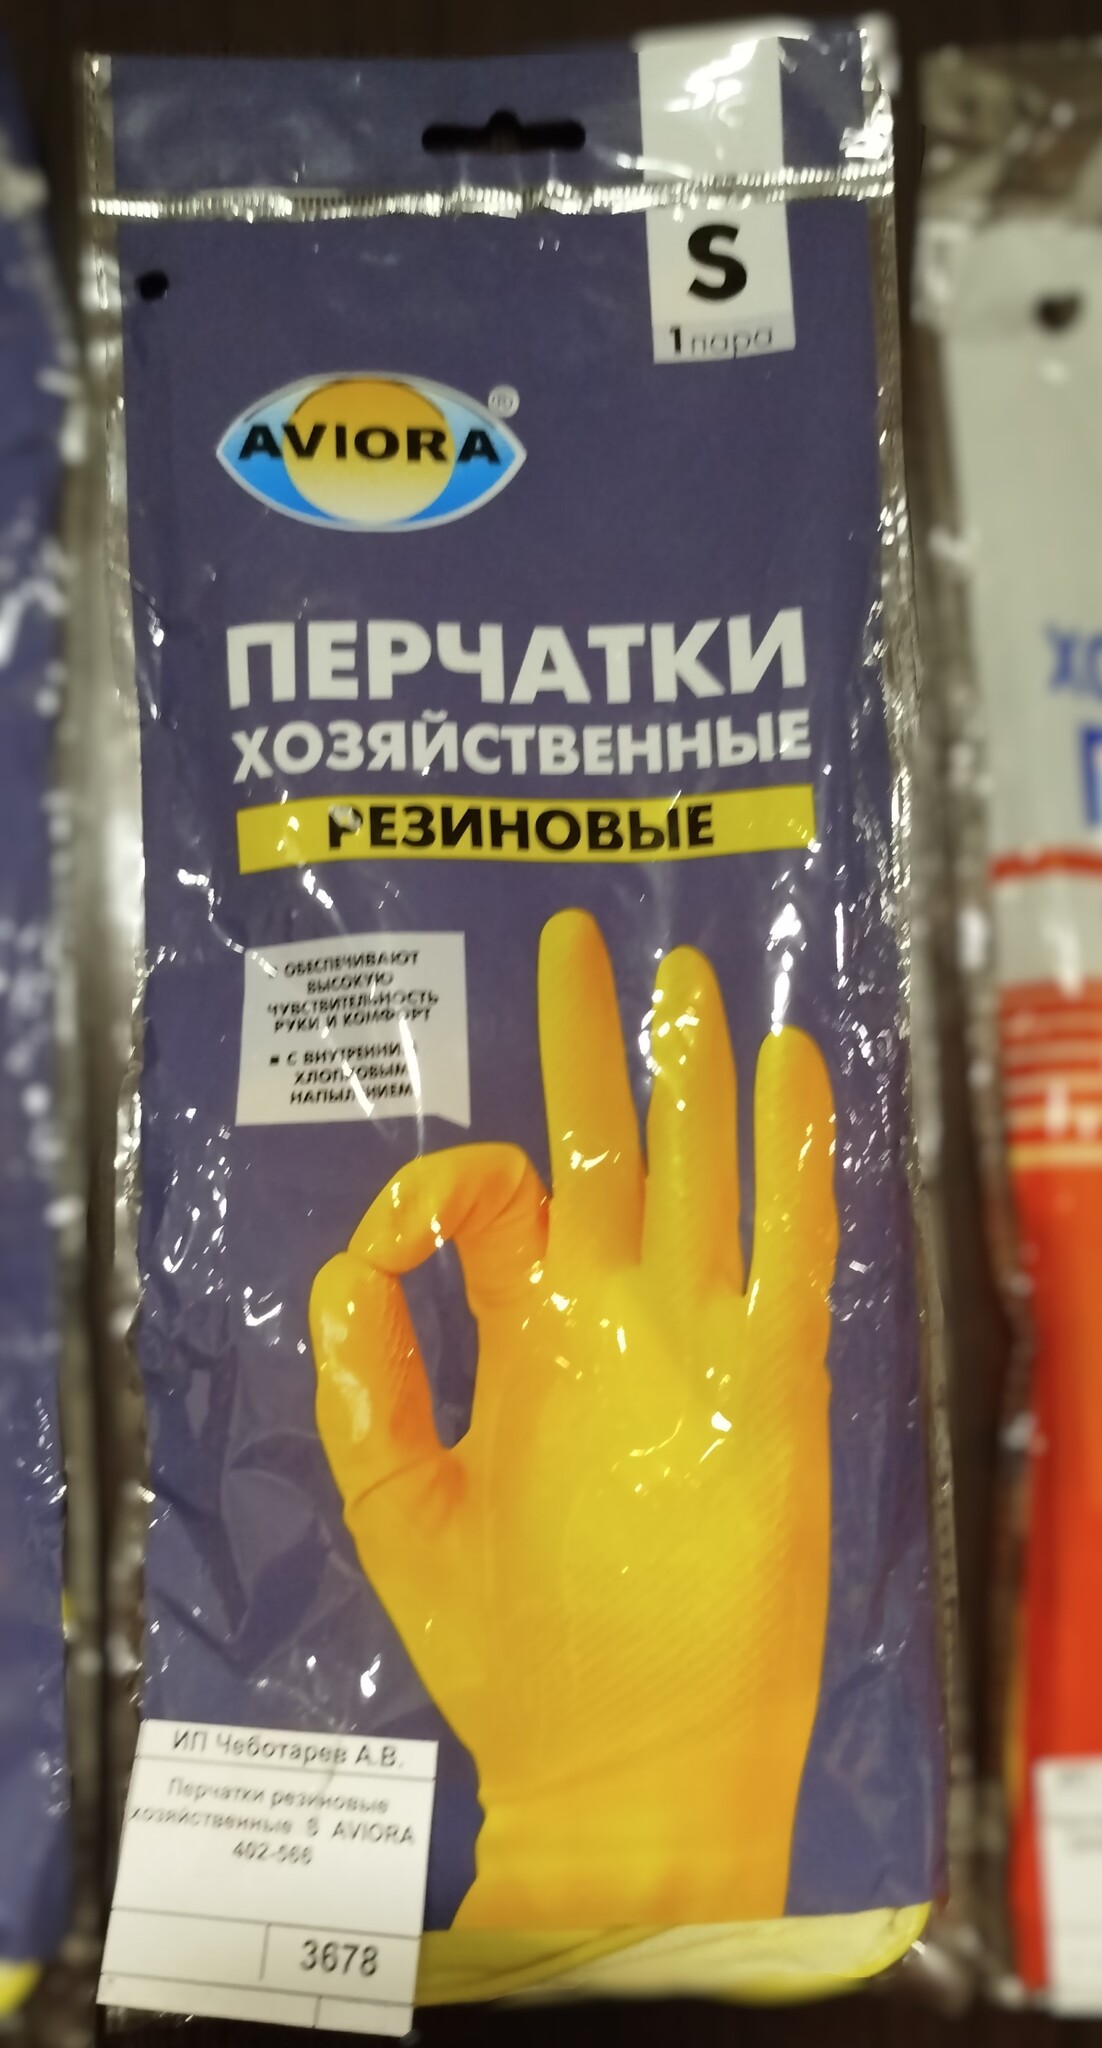 S
1 пара
AVIORA ®
ПЕРЧАТКИ
ХОЗЯЙСТВЕННЫЕ
РЕЗИНОВЫЕ
ОБЕСПЕЧИВАЮТ
ВЫСОКУЮ
ЧУВСТВИТЕЛЬНОСТЬ
РУКИ И КОМФОРТ
▪ С ВНУТРЕННИМ
ХЛОПКОВЫМ
НАПЫЛЕНИЕМ
ИП Чеботарев А.В.
Перчатки резиновые
хозяйственные S AVIORA
402-566
3678